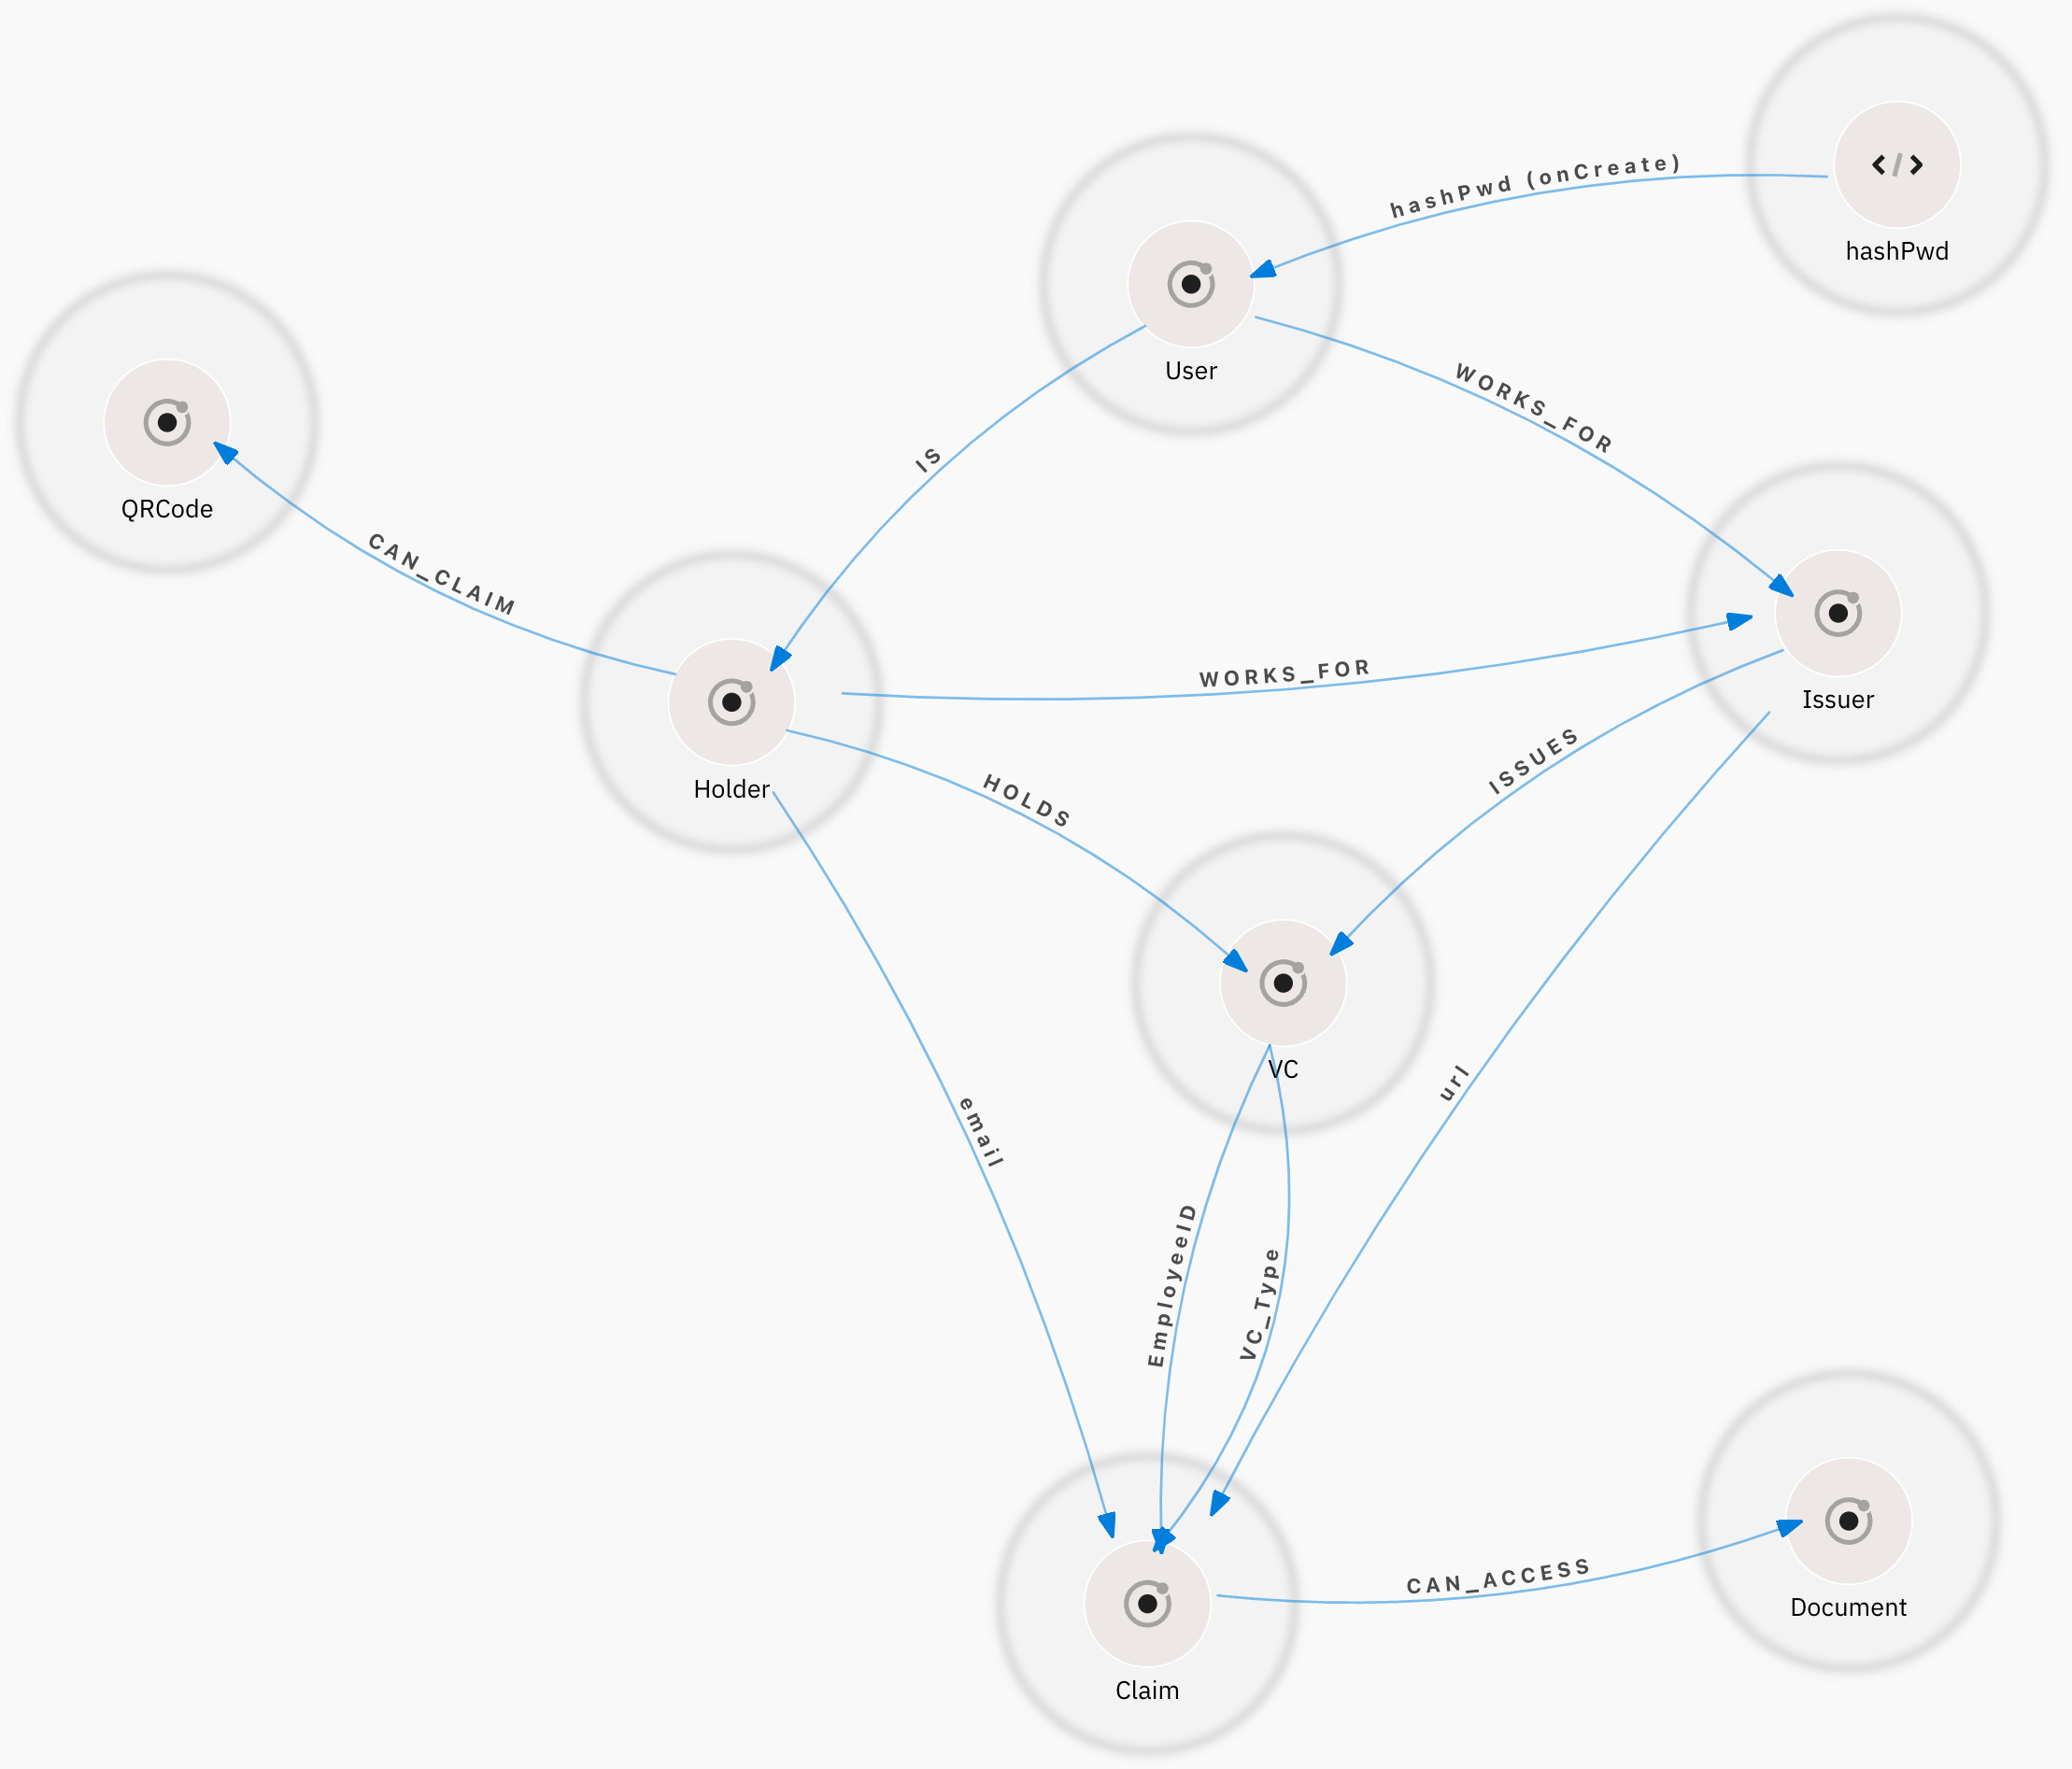 hashPwd (onCreate)
hashPwd
User
WORKS_FOR
IS
QRCode
CAN_CLAIM
WORKS_FOR
Issuer
Holder
HOLDS
ISSUES
VC
url
email
EmployeeID
VC_Type
CAN_ACCESS
Document
Claim